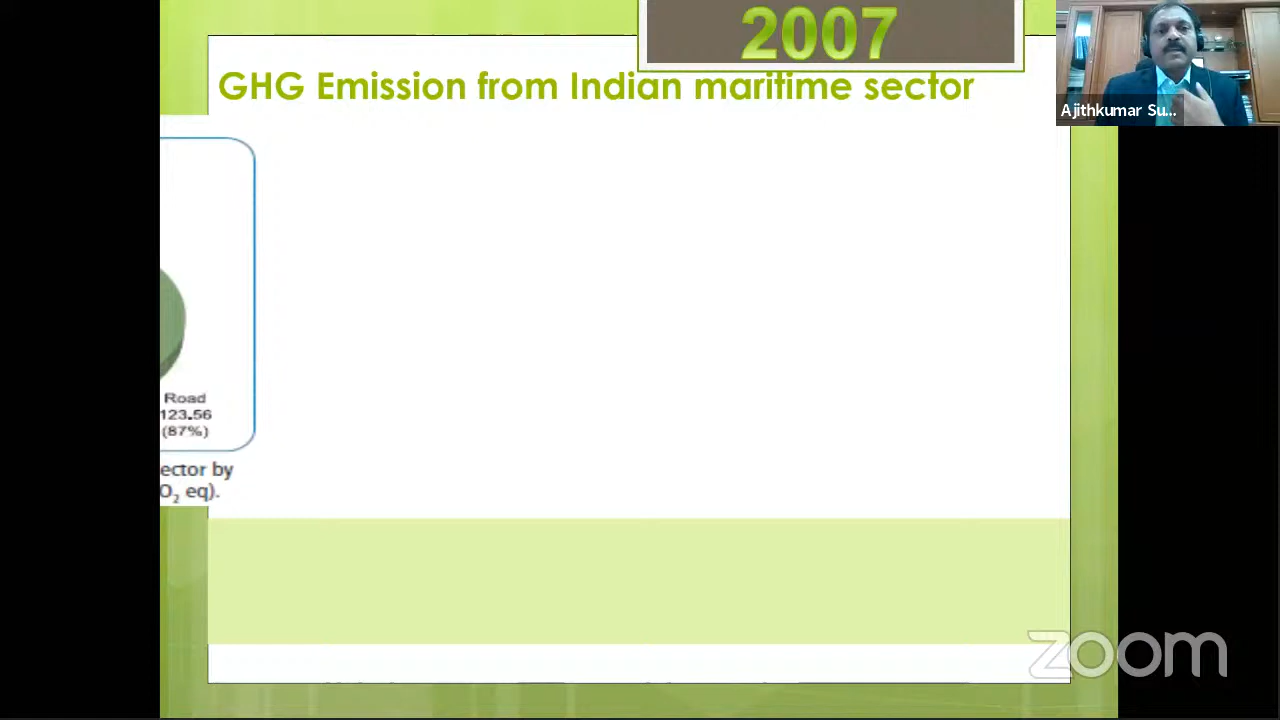 2007
GHG Emission from Indian maritime sector
Ajithkumar Su...
Road
123.56
(87%)
ector by
O₂ eq).
zoom